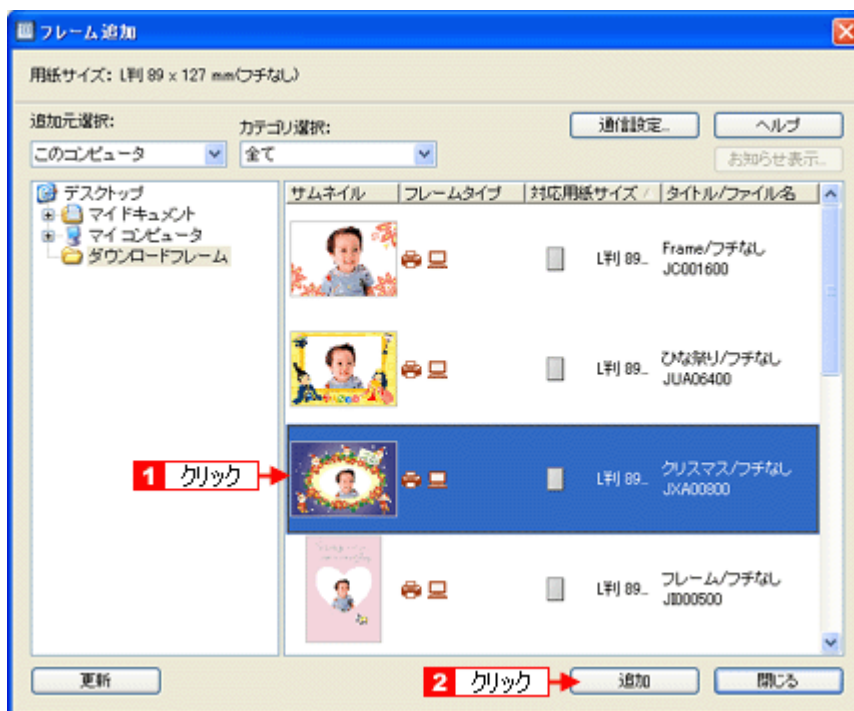 フレーム追加
用紙サイズ: L判 89 x 127 mm(フチなし)
追加元選択:
カテゴリ選択:
通信設定...
ヘルプ
このコンピュータ
全て
お知らせ表示...
デスクトップ
マイドキュメント
マイ コンピュータ
ダウンロードフレーム
サムネイル
フレームタイプ
対応用紙サイズ
タイトル/ファイル名
L判 89...
Frame/フチなし
JC001600
L判 89...
ひな祭り/フチなし
JUA06400
1 クリック
L判 89...
クリスマス/フチなし
JXA00800
L判 89...
フレーム/フチなし
JID00500
更新
2 クリック
追加
閉じる